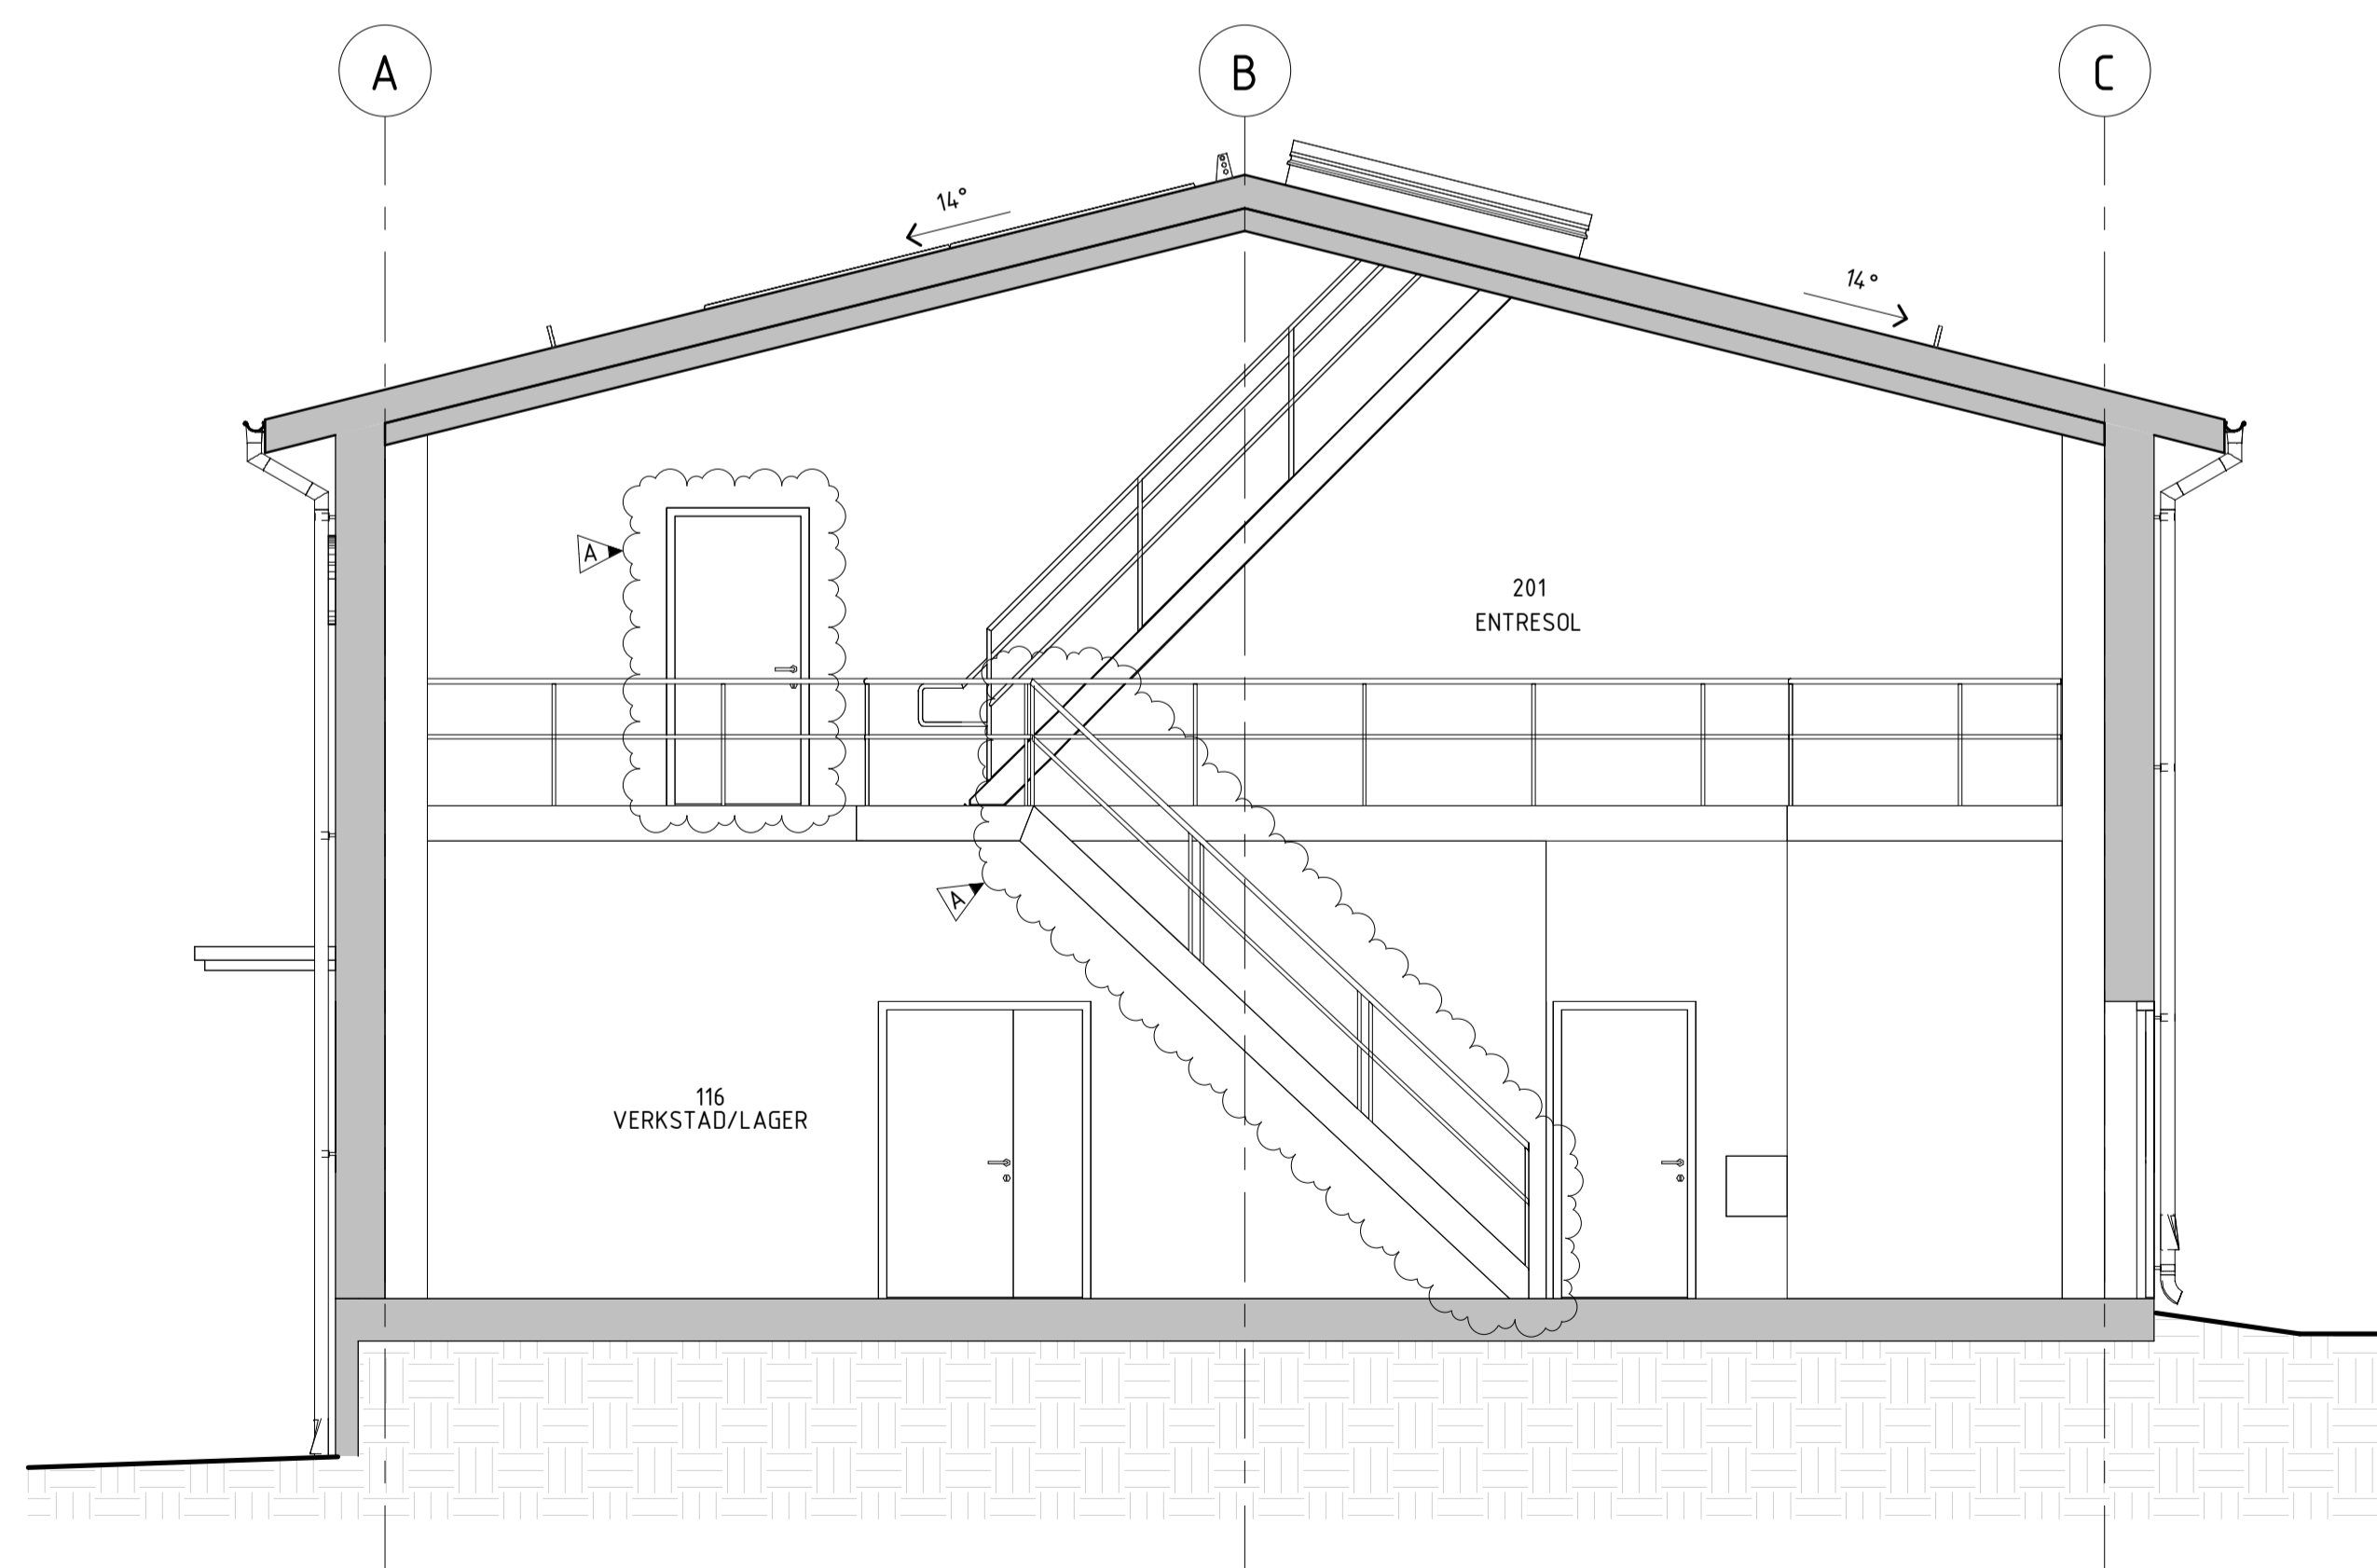 A
B
C
14°
14°
A
201
ENTRESOL
A
116
VERKSTAD/LAGER